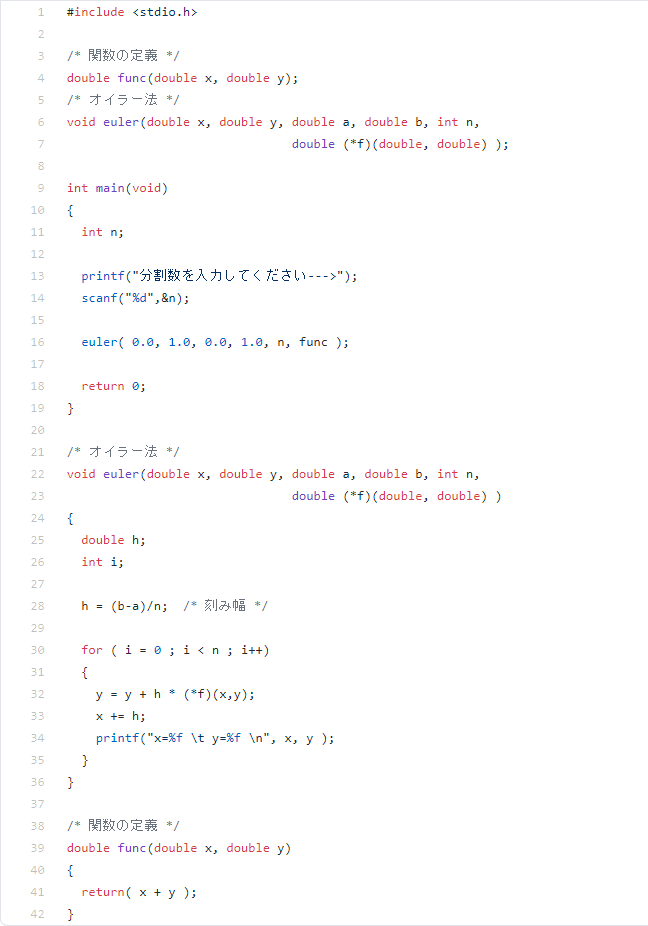 1 #include <stdio.h>
2
3 /* 関数の定義 */
4 double func(double x, double y);
5 /* オイラー法 */
6 void euler(double x, double y, double a, double b, int n,
7 double (*f)(double, double) );
8
9 int main(void)
10 {
11 int n;
12
13 printf("分割数を入力してください--->");
14 scanf("%d",&n);
15
16 euler( 0.0, 1.0, 0.0, 1.0, n, func );
17
18 return 0;
19 }
20
21 /* オイラー法 */
22 void euler(double x, double y, double a, double b, int n,
23 double (*f)(double, double) )
24 {
25 double h;
26 int i;
27
28 h = (b-a)/n; /* 刻み幅 */
29
30 for ( i = 0 ; i < n ; i++)
31 {
32 y = y + h * (*f)(x,y);
33 x += h;
34 printf("x=%f \t y=%f \n", x, y );
35 }
36 }
37
38 /* 関数の定義 */
39 double func(double x, double y)
40 {
41 return( x + y );
42 }